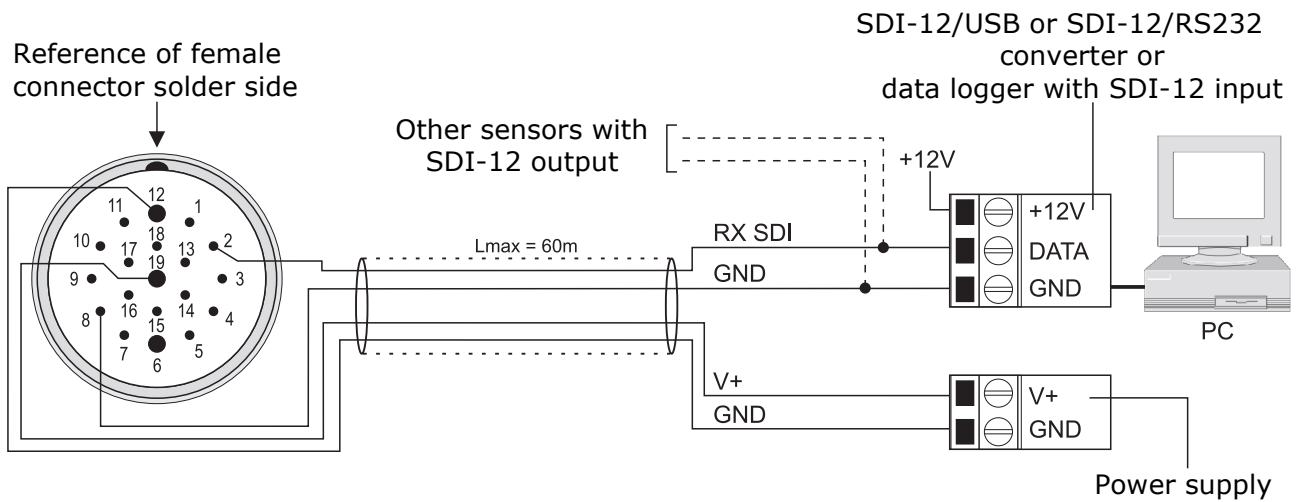 SDI-12/USB or SDI-12/RS232
converter or
data logger with SDI-12 input
Reference of female
connector solder side
Other sensors with
SDI-12 output
+12V
12
11
1
10
18
2
17
13
19
9
3
16
14
8
15
4
7
5
6
Lmax = 60m
RX SDI
GND
+12V
DATA
GND
PC
V+
GND
V+
GND
Power supply